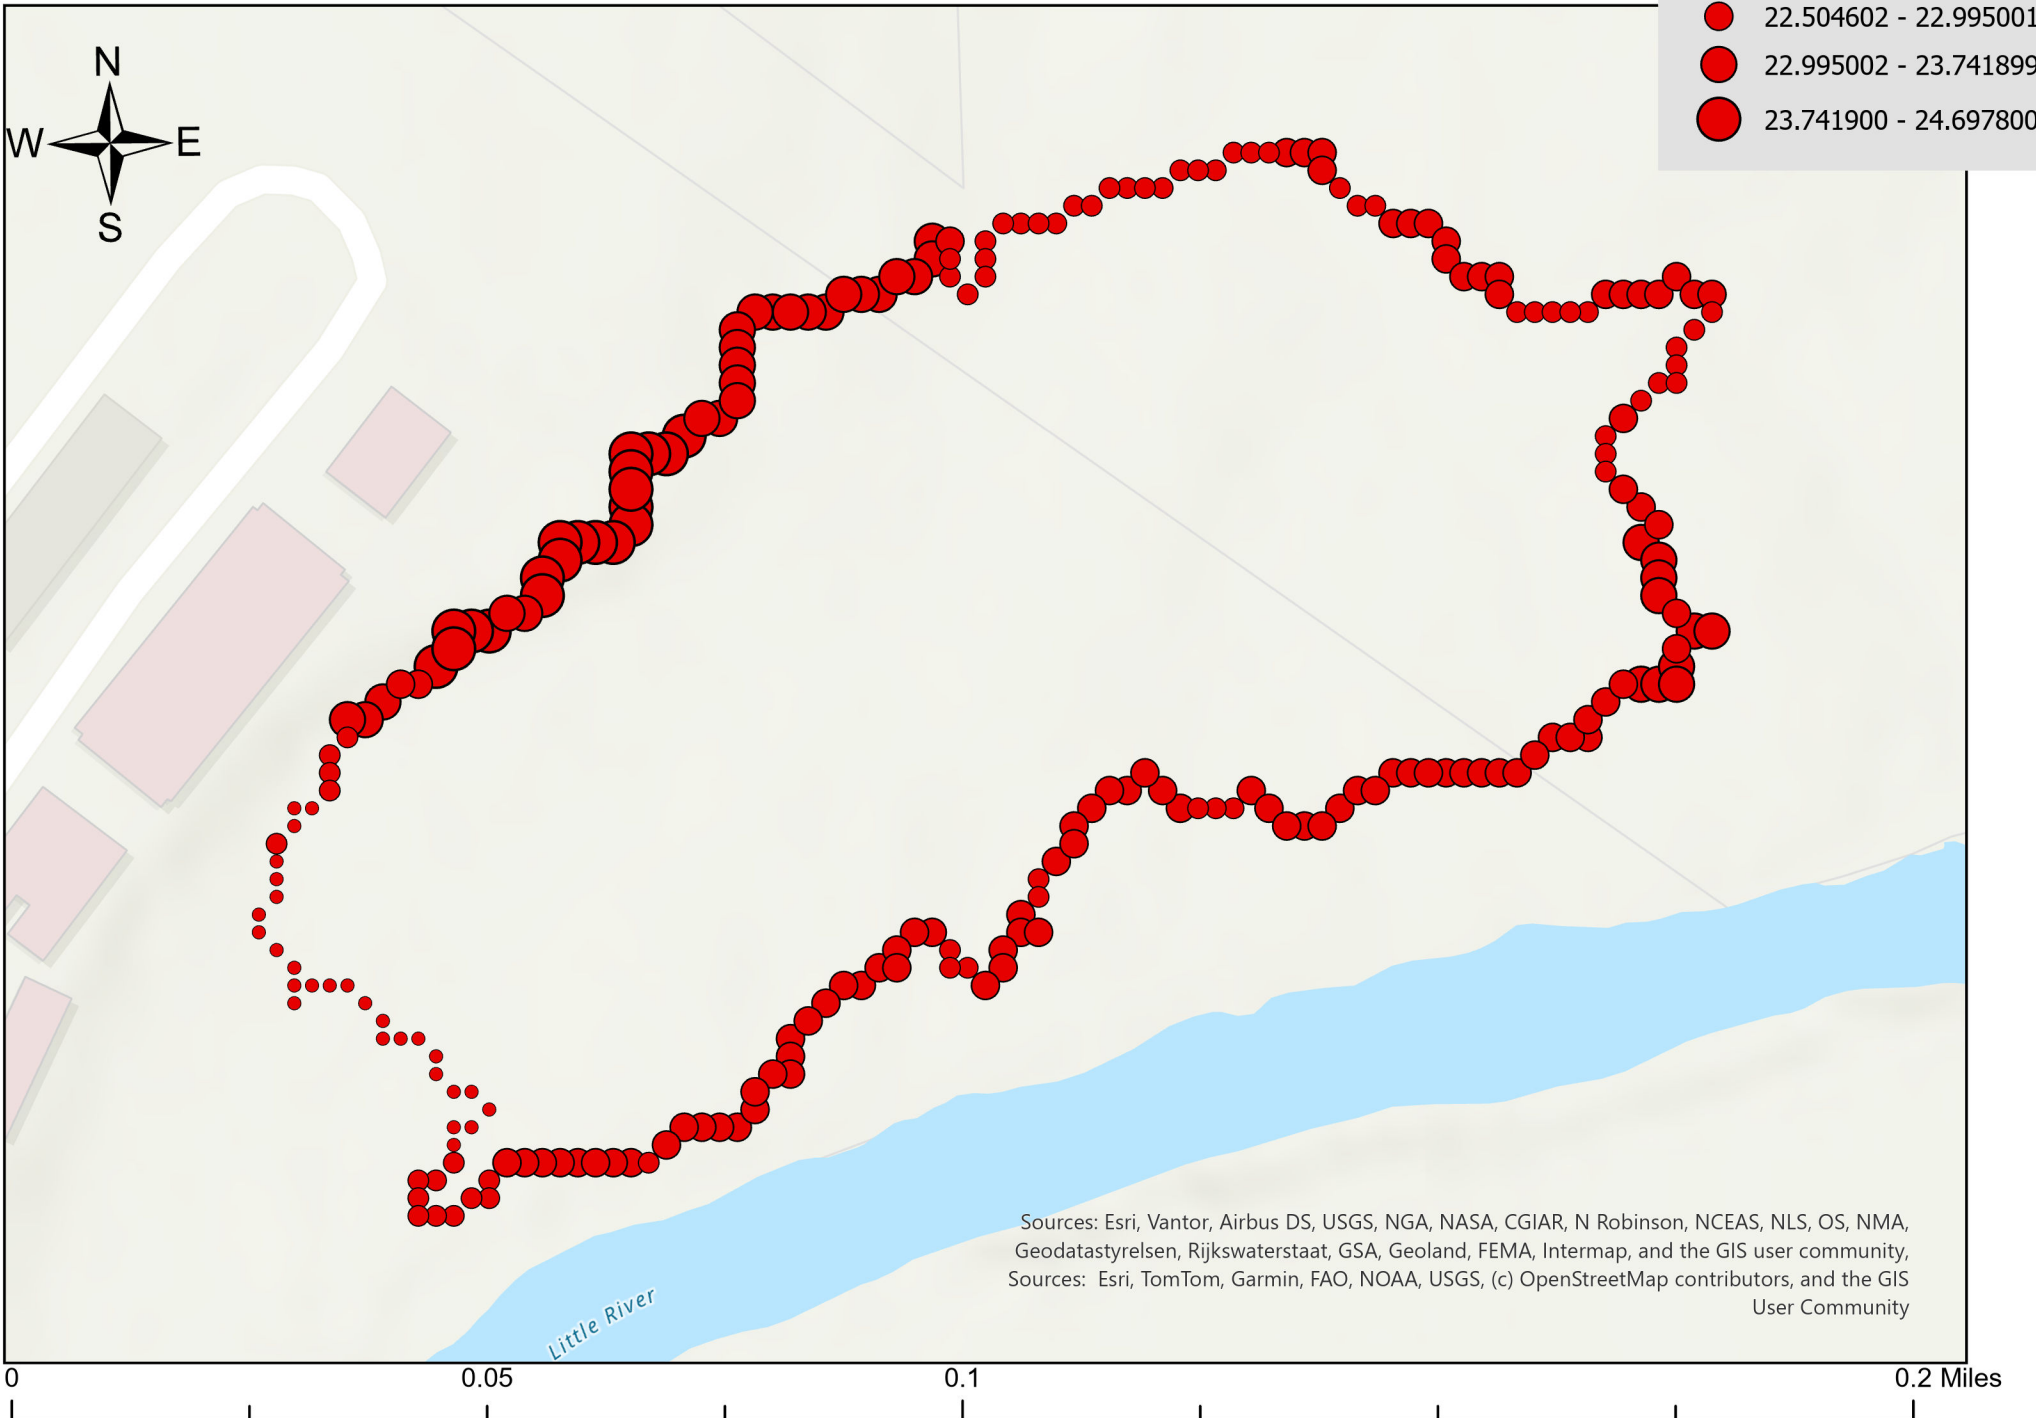 22.504602 - 22.995001
22.995002 - 23.741899
23.741900 - 24.697800
N
W E
S
Sources: Esri, Vantor, Airbus DS, USGS, NGA, NASA, CGIAR, N Robinson, NCEAS, NLS, OS, NMA,
Geodatastyrelsen, Rijkswaterstaat, GSA, Geoland, FEMA, Intermap, and the GIS user community,
Sources: Esri, TomTom, Garmin, FAO, NOAA, USGS, (c) OpenStreetMap contributors, and the GIS
User Community
Little River
0 0.05 0.1 0.2 Miles